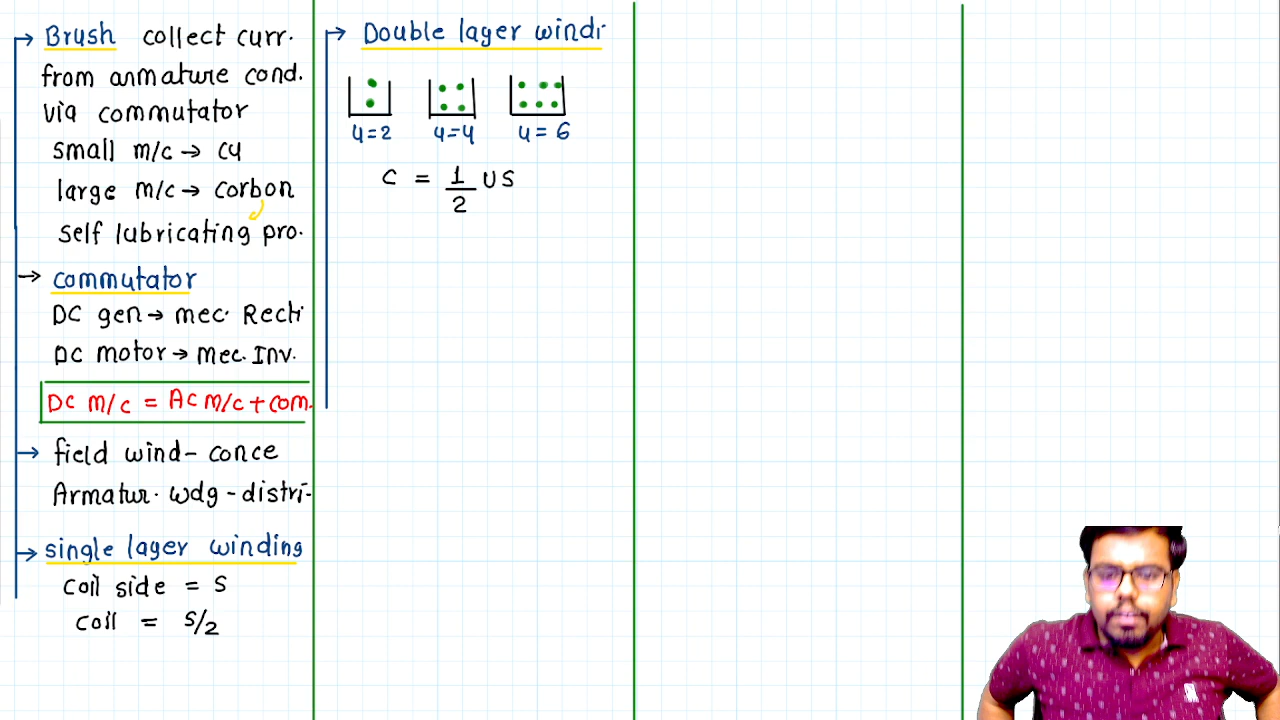 Brush collect curr.
from armature cond.
via commutator
small m/c → cu
large m/c → corbon
self lubricating pro.
→ commutator
DC gen → mec. Recti
DC motor → mec. Inv.
DC m/c = AC m/c + com.
→ field wind - conce
Armatur. wdg - distri-
→ single lager winding
coil side = S
coil = S/2
→ Double lager windi
u=2 u=4 u=6
C = 1/2 US